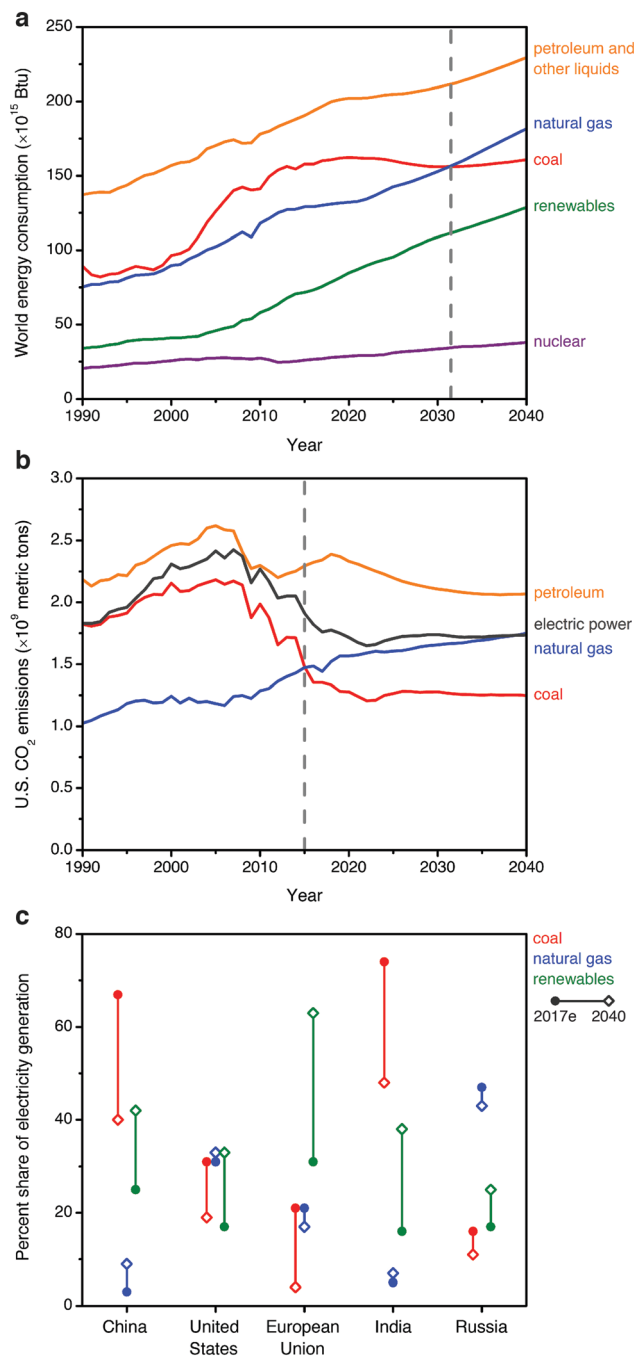 a
250
petroleum and
other liquids
200
natural gas
150
coal
renewables
100
50
nuclear
0
World energy consumption (×10¹⁵ Btu)
1990 2000 2010 2020 2030 2040
Year
b
3.0
2.5
petroleum
2.0
electric power
natural gas
1.5
coal
1.0
0.5
0.0
U.S. CO₂ emissions (×10⁹ metric tons)
1990 2000 2010 2020 2030 2040
Year
c
80
coal
natural gas
renewables
2017e 2040
60
40
20
0
Percent share of electricity generation
China United States European Union India Russia